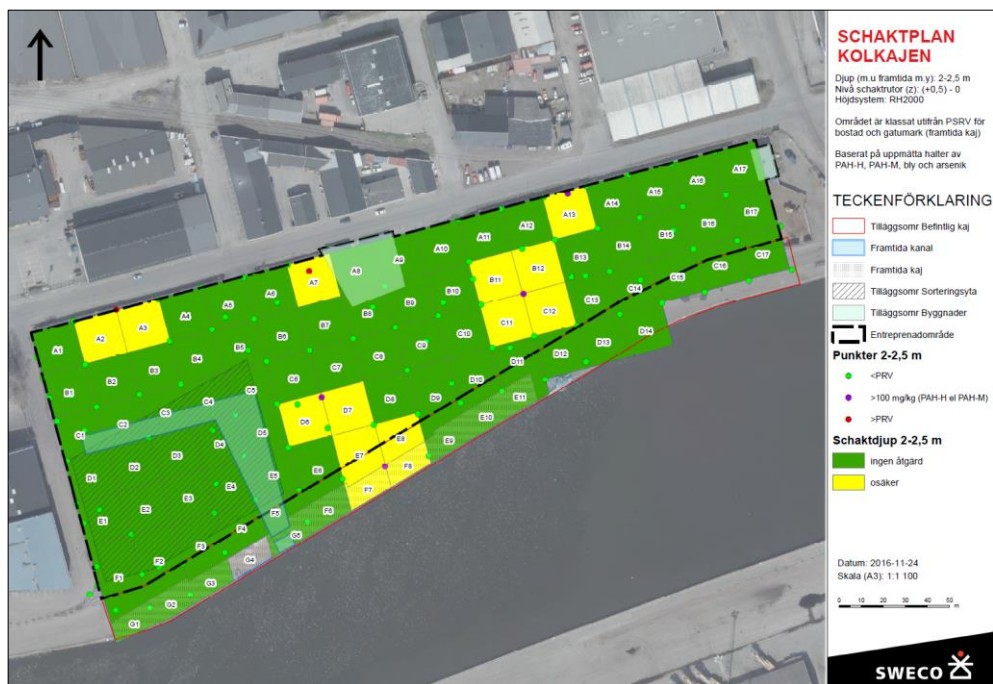 SCHAKTPLAN
KOLKAJEN
Djup (m.u framtida m.y): 2-2,5 m
Nivå schaktrutor (z): (+0,5) - 0
Höjdsystem: RH2000
Området är klassat utifrån PSRV för
bostad och gatumark (framtida kaj)
Baserat på uppmätta halter av
PAH-H, PAH-M, bly och arsenik
TECKENFÖRKLARING
Tilläggsomr Befintlig kaj
Framtida kanal
Framtida kaj
Tilläggsomr Sorteringsyta
Tilläggsomr Byggnader
Entreprenadområde
Punkter 2-2,5 m
<PRV
>100 mg/kg (PAH-H el PAH-M)
>PRV
Schaktdjup 2-2,5 m
ingen åtgärd
osäker
Datum: 2016-11-24
Skala (A3): 1:1 100
0 10 20 30 40 50
m
SWECO
A1 A2 A3 A4 A5 A6 A7 A8 A9 A10 A11 A12 A13 A14 A15 A16 A17
B1 B2 B3 B4 B5 B6 B7 B8 B9 B10 B11 B12 B13 B14 B15 B16 B17
C1 C2 C3 C4 C5 C6 C7 C8 C9 C10 C11 C12 C13 C14 C15 C16 C17
D1 D2 D3 D4 D5 D6 D7 D8 D9 D10 D11 D12 D13 D14
E1 E2 E3 E4 E5 E6 E7 E8 E9 E10 E11
F1 F2 F3 F4 F5 F6 F7 F8
G1 G2 G3 G4 G5